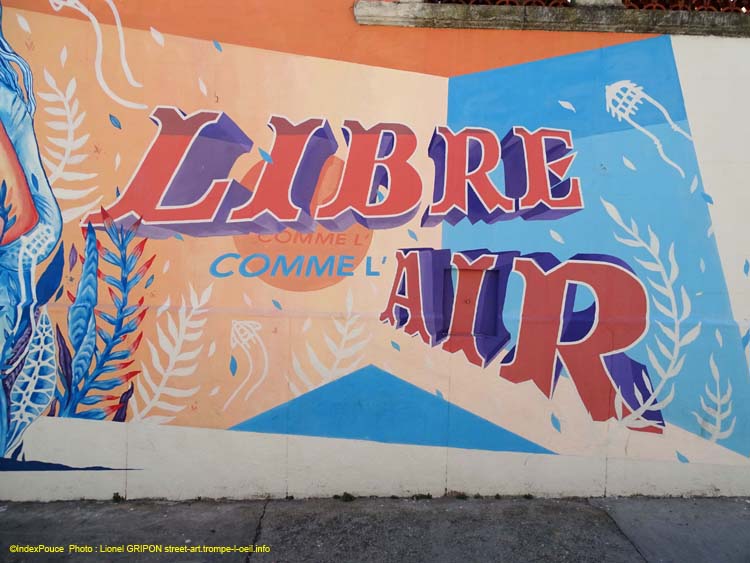 LIBRE
COMME L'
COMME L'
AIR
©IndexPouce Photo : Lionel GRIPON street-art.trompe-l-oeil.info